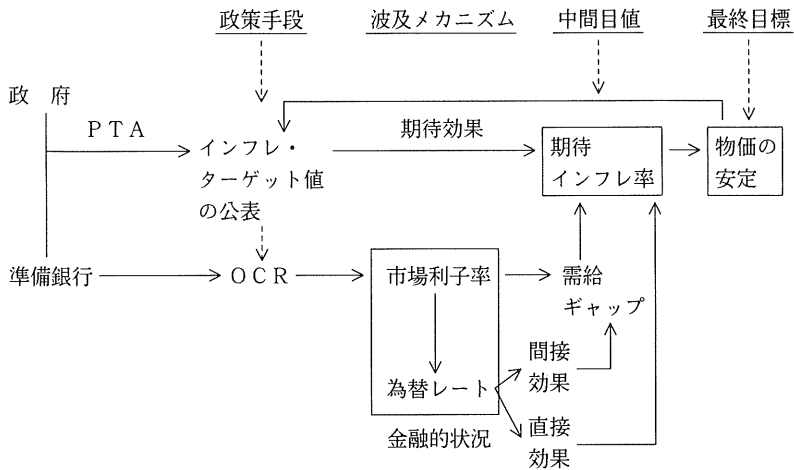 政策手段　波及メカニズム　中間目値　最終目標
政　府
ＰＴＡ
インフレ・
ターゲット値
の公表
期待効果
期待
インフレ率
物価の
安定
準備銀行
ＯＣＲ
市場利子率
需給
ギャップ
為替レート
間接
効果
直接
効果
金融的状況